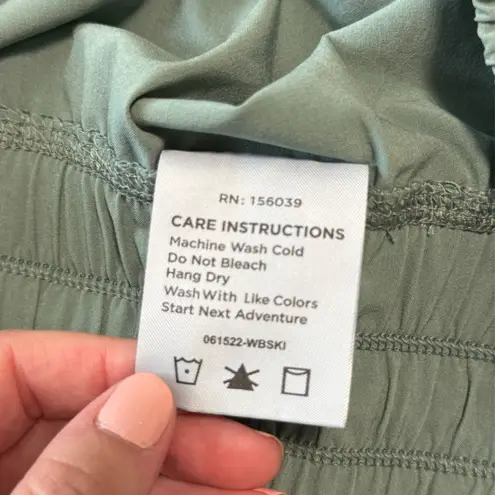 RN: 156039
CARE INSTRUCTIONS
Machine Wash Cold
Do Not Bleach
Hang Dry
Wash With Like Colors
Start Next Adventure
061522-WBSKI